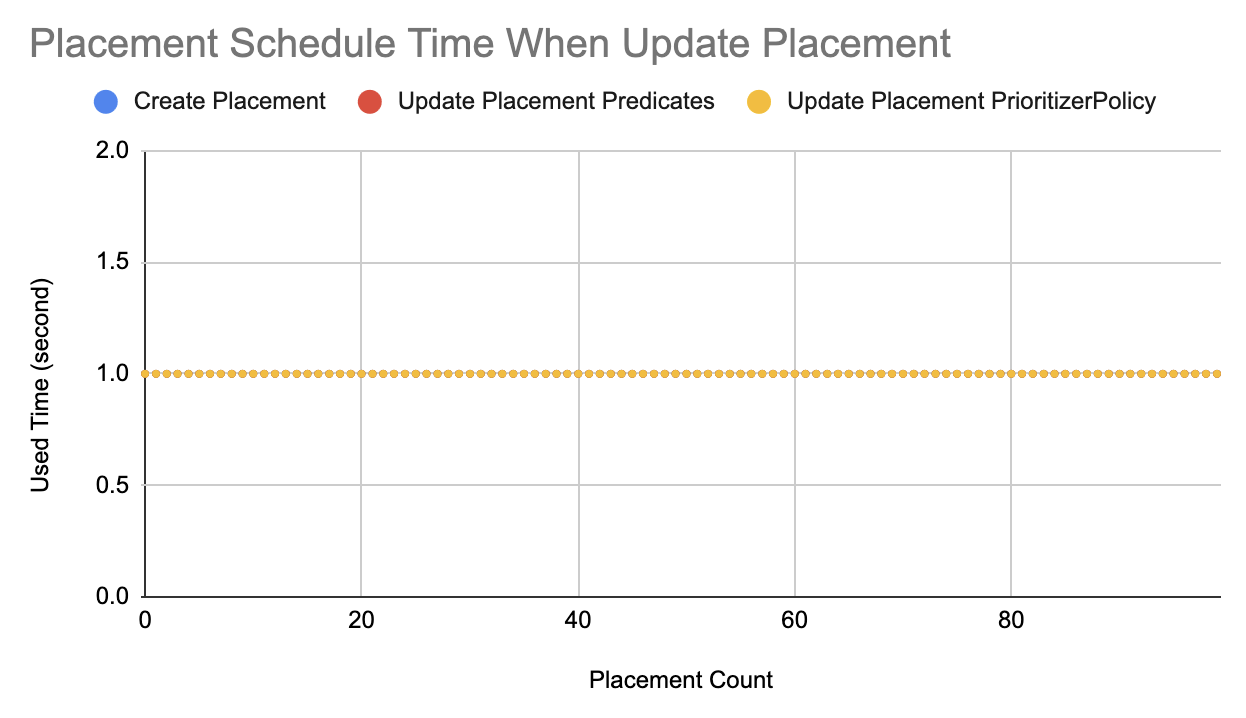 Placement Schedule Time When Update Placement
Create Placement Update Placement Predicates Update Placement PrioritizerPolicy
2.0
1.5
1.0
0.5
0.0
Used Time (second)
0 20 40 60 80
Placement Count